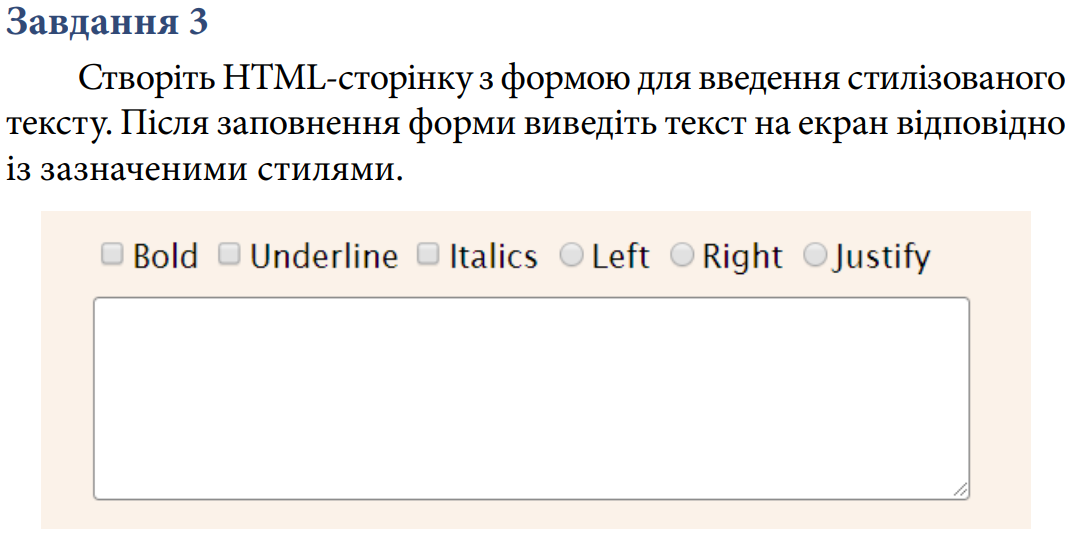 Завдання 3
Створіть HTML-сторінку з формою для введення стилізованого
тексту. Після заповнення форми виведіть текст на екран відповідно
із зазначеними стилями.
Bold Underline Italics Left Right Justify